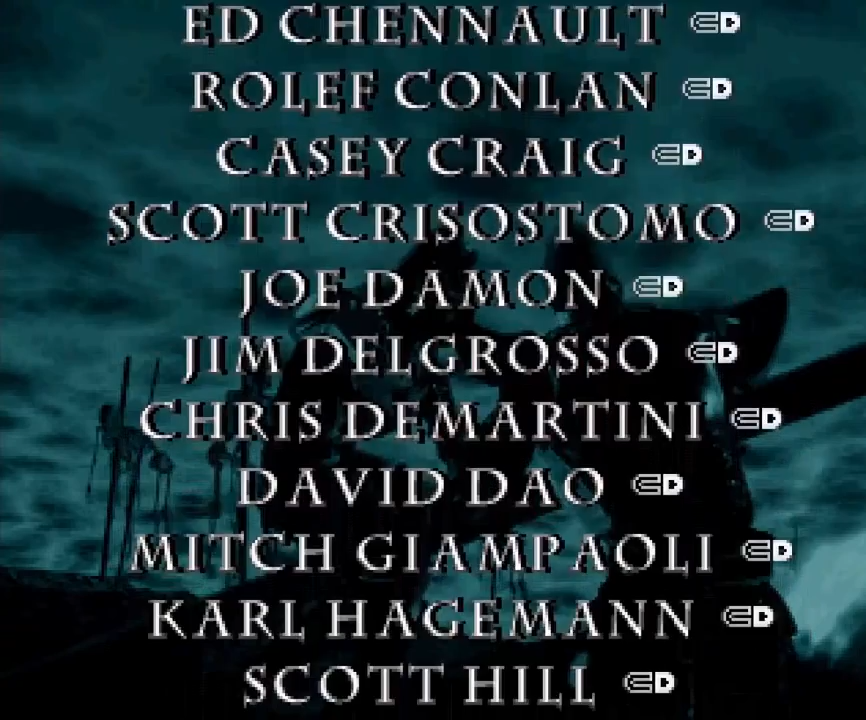 ED CHENNAULT
ROLEF CONLAN
CASEY CRAIG
SCOTT CRISOSTOMO
JOE DAMON
JIM DELGROSSO
CHRIS DEMARTINI
DAVID DAO
MITCH GIAMPAOLI
KARL HAGEMANN
SCOTT HILL